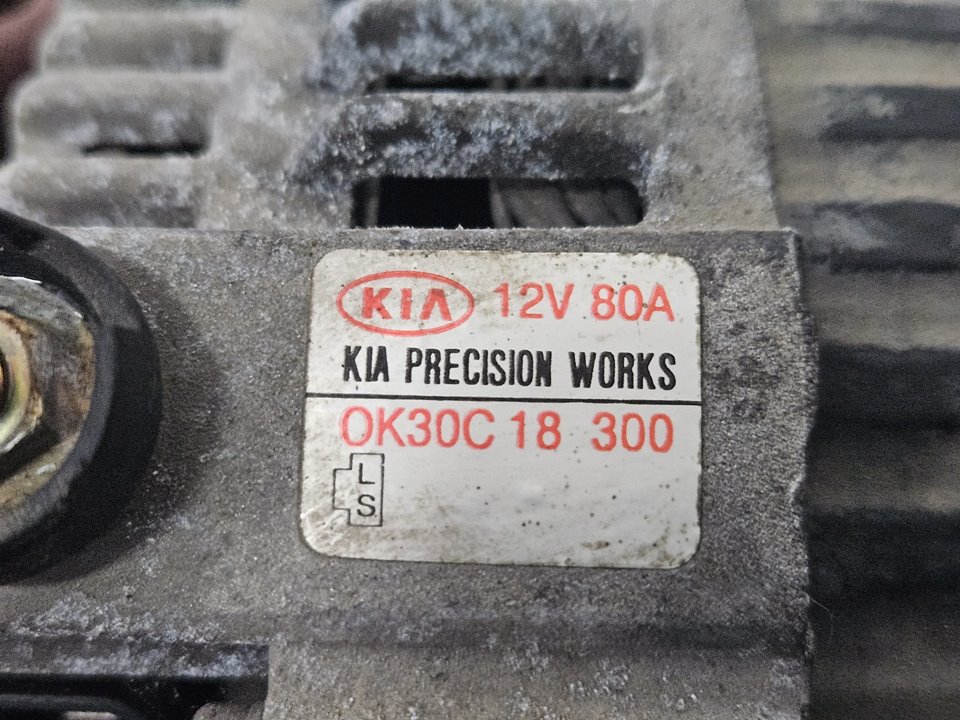 KIA 12V 80A
KIA PRECISION WORKS
OK30C 18 300
L
S